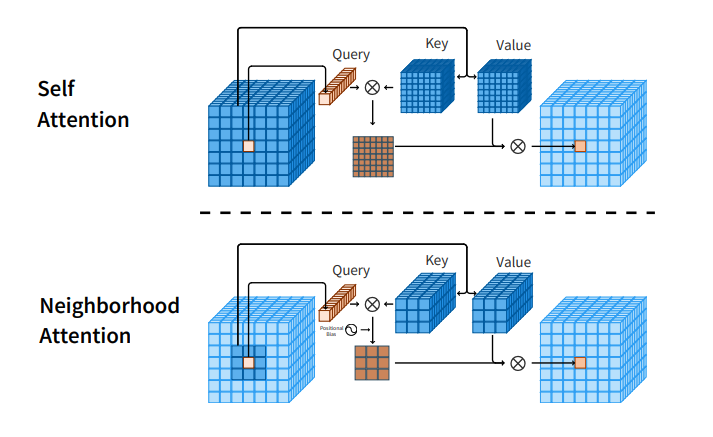 Self
Attention
Query
Key
Value
Neighborhood
Attention
Query
Key
Value
Positional
Bias